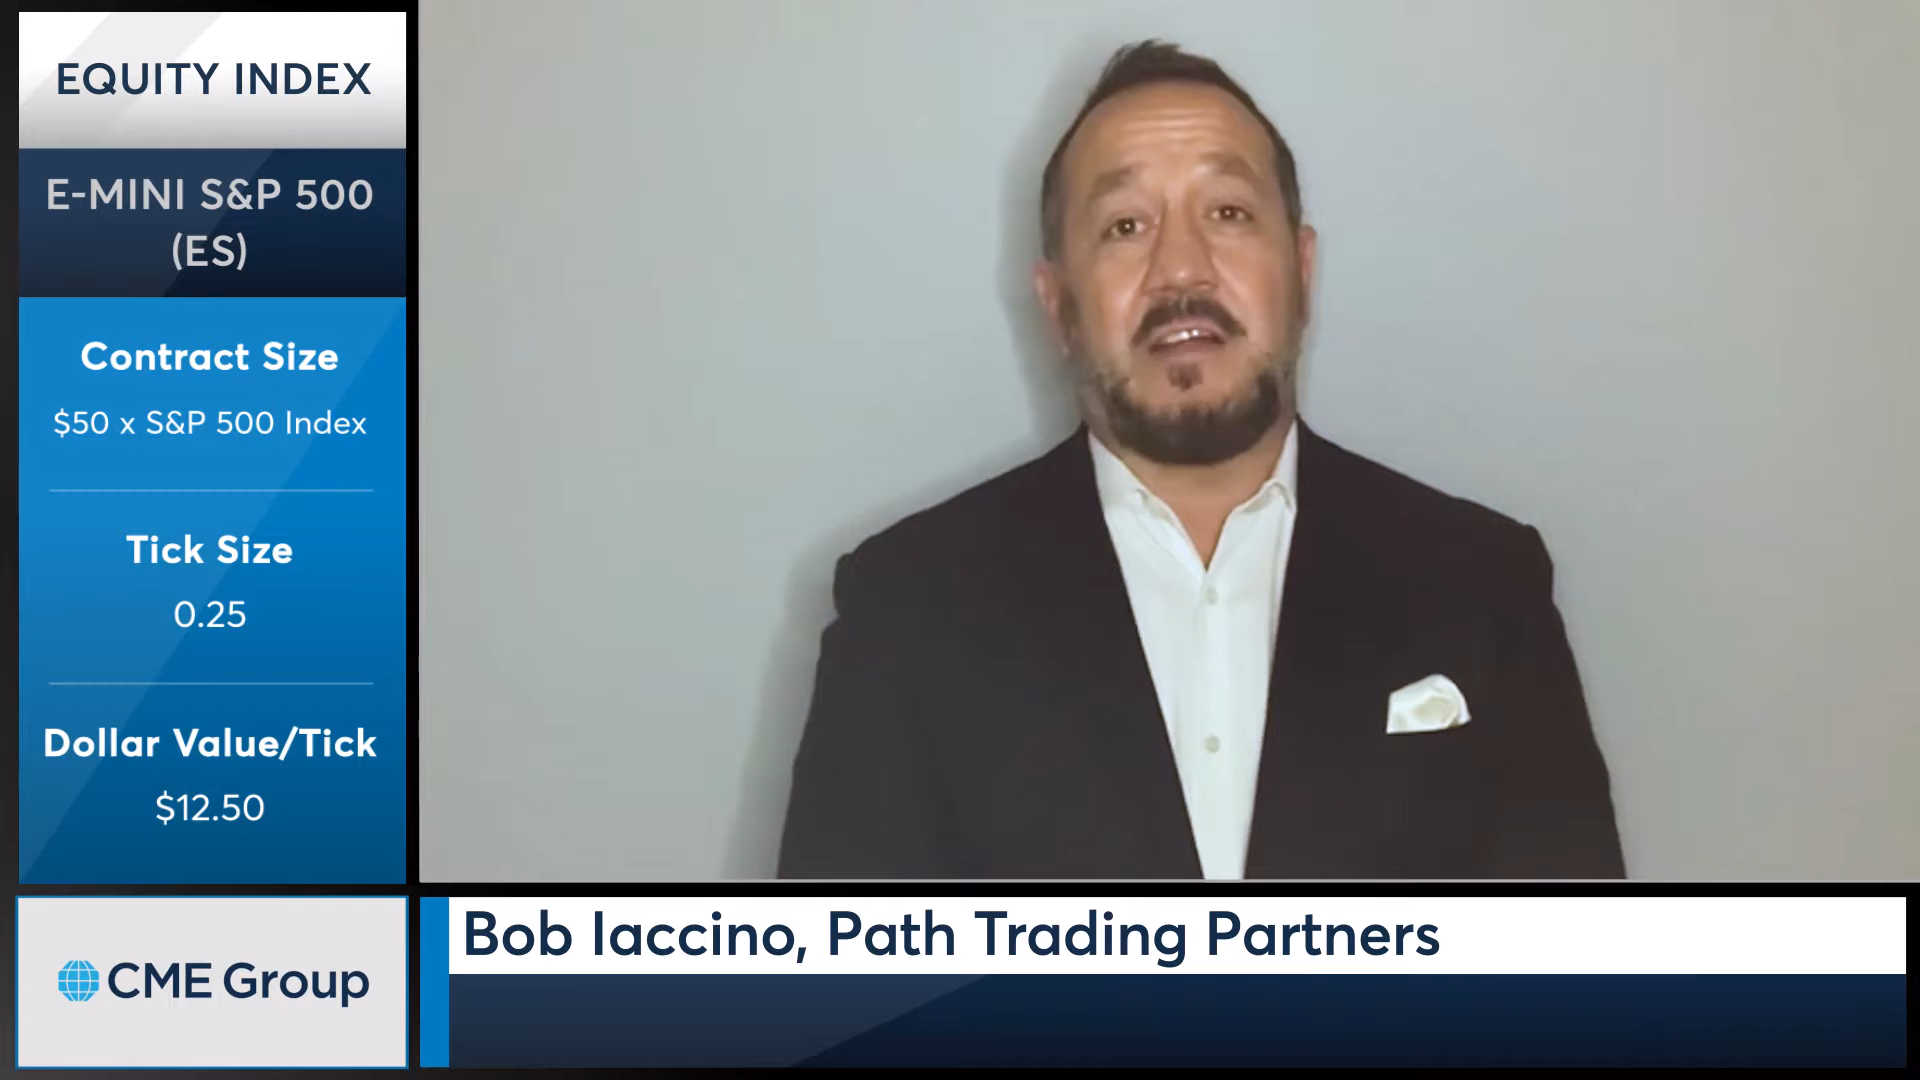 EQUITY INDEX
E-MINI S&P 500
(ES)
Contract Size
$50 x S&P 500 Index
Tick Size
0.25
Dollar Value/Tick
$12.50
CME Group
Bob Iaccino, Path Trading Partners